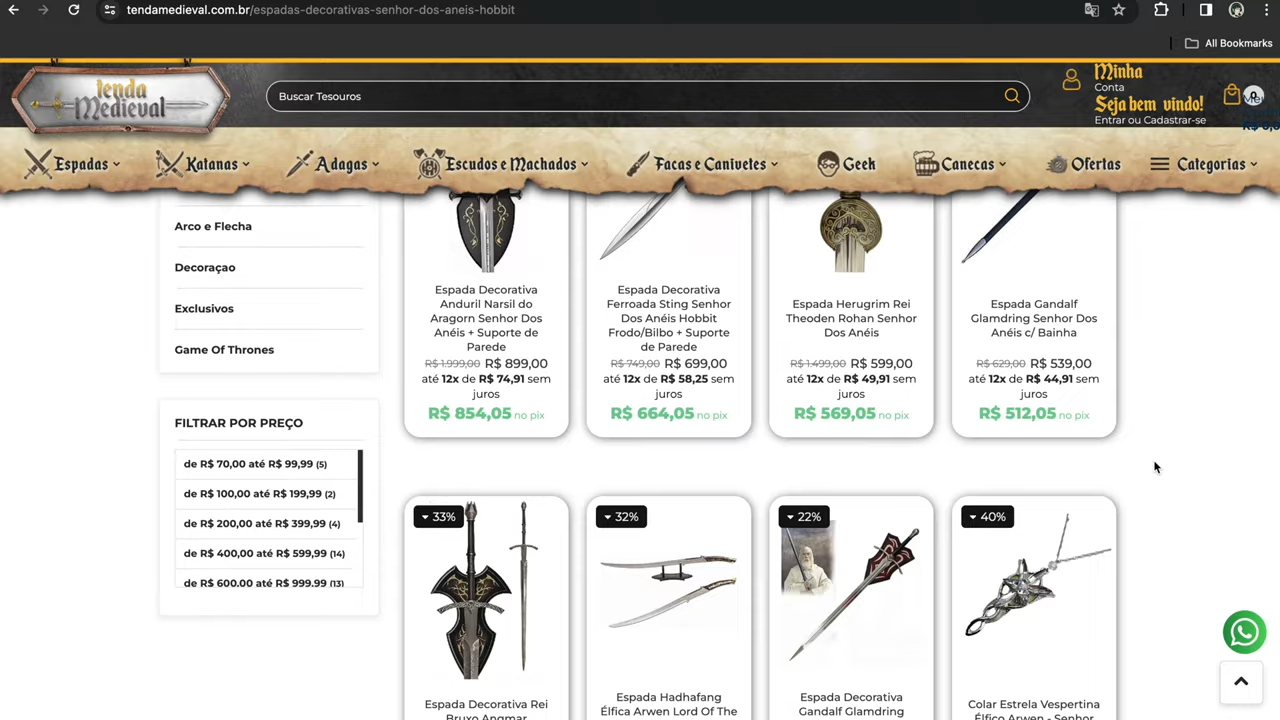 tendamedieval.com.br/espadas-decorativas-senhor-dos-aneis-hobbit
All Bookmarks
tenda
Medieval
Buscar Tesouros
Minha
Conta
Seja bem vindo!
Entrar ou Cadastrar-se
0
Espadas
Katanas
Adagas
Escudos e Machados
Facas e Canivetes
Geek
Canecas
Ofertas
Categorias
Arco e Flecha
Decoraçao
Exclusivos
Game Of Thrones
FILTRAR POR PREÇO
de R$ 70,00 até R$ 99,99 (5)
de R$ 100,00 até R$ 199,99 (2)
de R$ 200,00 até R$ 399,99 (4)
de R$ 400,00 até R$ 599,99 (14)
de R$ 600,00 até R$ 999,99 (13)
Espada Decorativa
Anduril Narsil do
Aragorn Senhor Dos
Anéis + Suporte de
Parede
R$ 1.999,00 R$ 899,00
até 12x de R$ 74,91 sem
juros
R$ 854,05 no pix
Espada Decorativa
Ferroada Sting Senhor
Dos Anéis Hobbit
Frodo/Bilbo + Suporte
de Parede
R$ 749,00 R$ 699,00
até 12x de R$ 58,25 sem
juros
R$ 664,05 no pix
Espada Herugrim Rei
Theoden Rohan Senhor
Dos Anéis
R$ 1.499,00 R$ 599,00
até 12x de R$ 49,91 sem
juros
R$ 569,05 no pix
Espada Gandalf
Glamdring Senhor Dos
Anéis c/ Bainha
R$ 629,00 R$ 539,00
até 12x de R$ 44,91 sem
juros
R$ 512,05 no pix
33%
Espada Decorativa Rei
Bruxo Angmar
32%
Espada Hadhafang
Élfica Arwen Lord Of The
22%
Espada Decorativa
Gandalf Glamdring
40%
Colar Estrela Vespertina
Élfico Arwen - Senhor